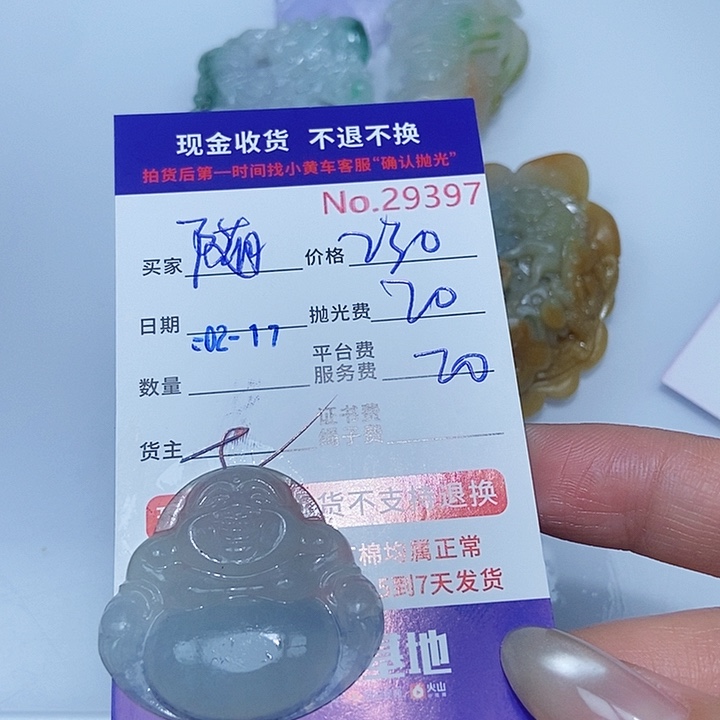 现金收货 不退不换
拍货后第一时间找小黄车客服“确认抛光”
No.29397
买家 价格 230
日期 -02-17 抛光费 20
数量 平台费
服务费 20
货主 证书费
绳子费
货不支持退换
棉均属正常
5到7天发货
基地
火山